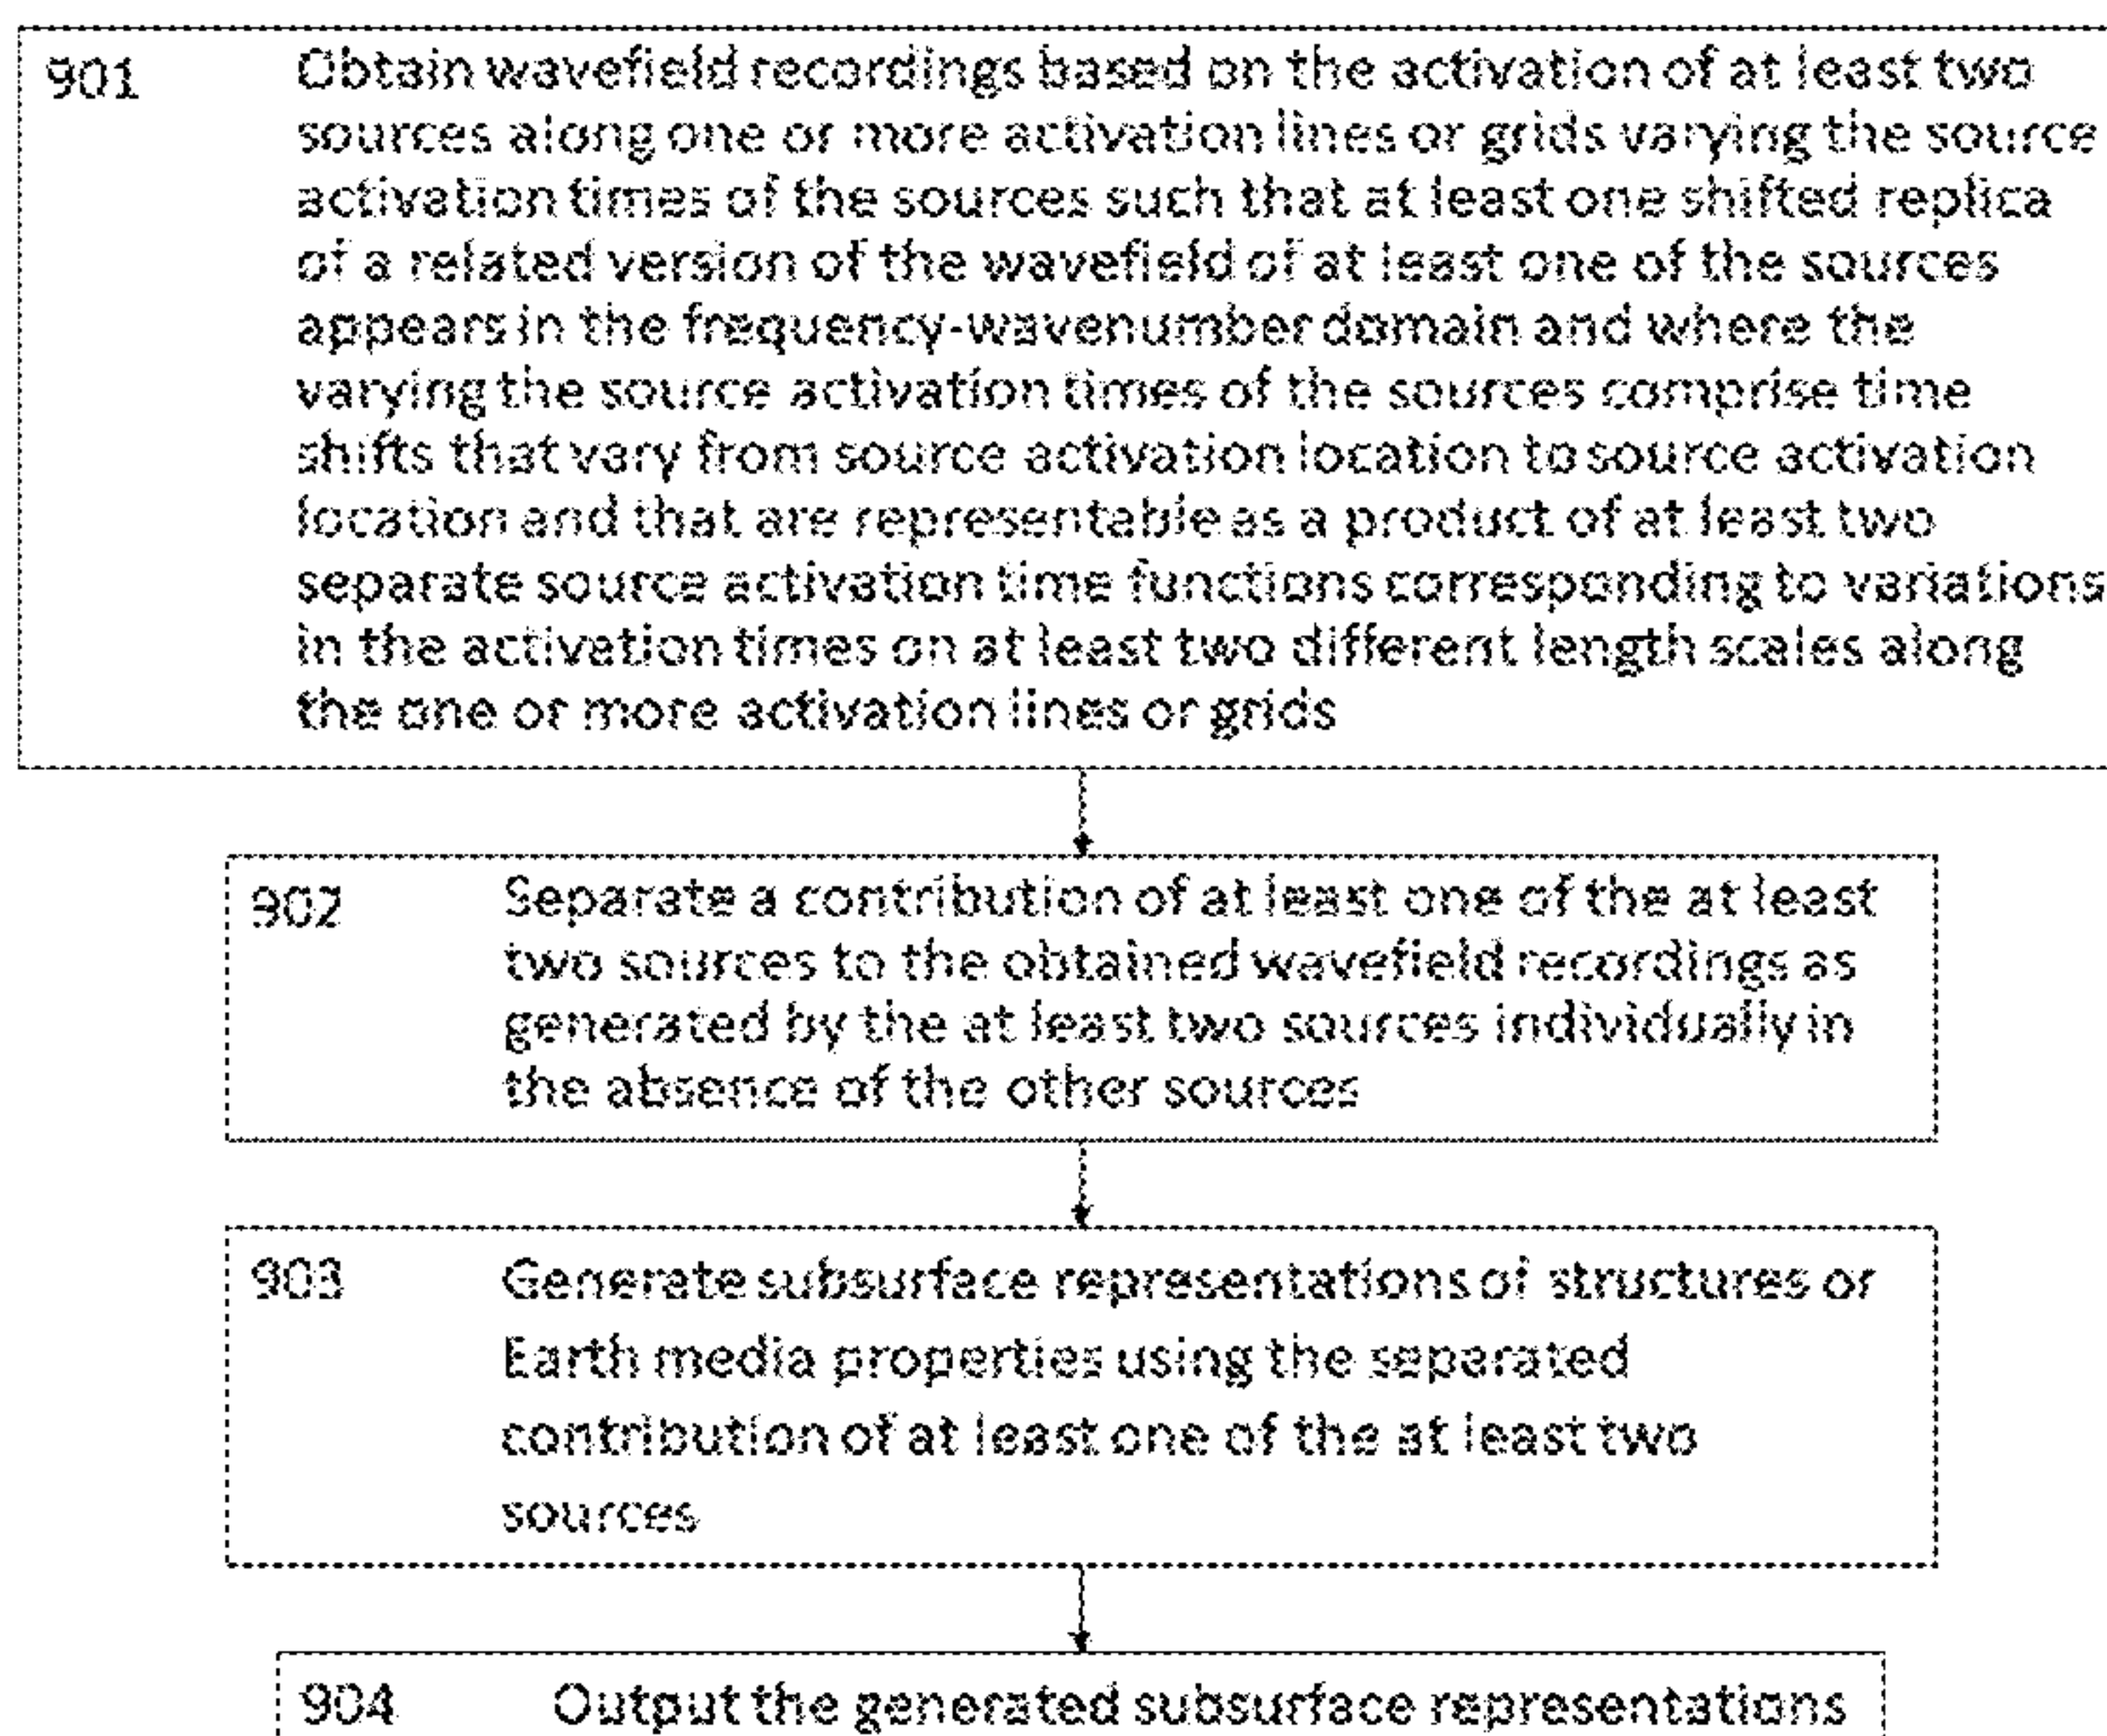 901 Obtain wavefield recordings based on the activation of at least two
sources along one or more activation lines or grids varying the source
activation times of the sources such that at least one shifted replica
of a related version of the wavefield of at least one of the sources
appears in the frequency-wavenumber domain and where the
varying the source activation times of the sources comprise time
shifts that vary from source activation location to source activation
location and that are representable as a product of at least two
separate source activation time functions corresponding to variations
in the activation times on at least two different length scales along
the one or more activation lines or grids
902 Separate a contribution of at least one of the at least
two sources to the obtained wavefield recordings as
generated by the at least two sources individually in
the absence of the other sources
903 Generate subsurface representations of structures or
Earth media properties using the separated
contribution of at least one of the at least two
sources
904 Output the generated subsurface representations